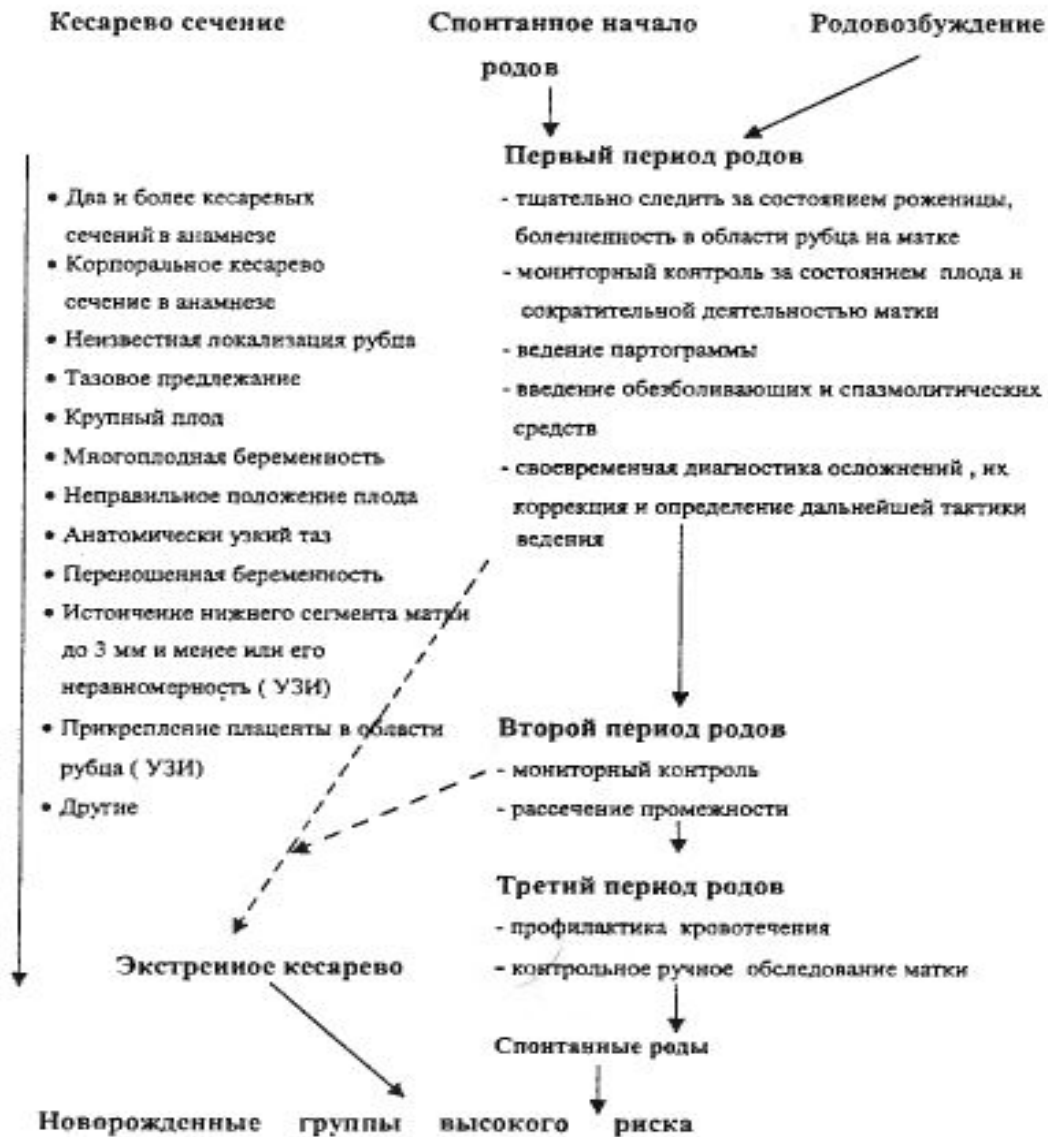 Кесарево сечение
Спонтанное начало
родов
Родовозбуждение
• Два и более кесаревых
сечений в анамнезе
• Корпоральное кесарево
сечение в анамнезе
• Неизвестная локализация рубца
• Тазовое предлежание
• Крупный плод
• Многоплодная беременность
• Неправильное положение плода
• Анатомически узкий таз
• Переношенная беременность
• Истончение нижнего сегмента матки
до 3 мм и менее или его
неравномерность ( УЗИ)
• Прикрепление плаценты в области
рубца ( УЗИ)
• Другие
Экстренное кесарево
Первый период родов
- тщательно следить за состоянием роженицы,
болезненность в области рубца на матке
- мониторный контроль за состоянием плода и
сократительной деятельностью матки
- ведение партограммы
- введение обезболивающих и спазмолитических
средств
- своевременная диагностика осложнений , их
коррекция и определение дальнейшей тактики
ведения
Второй период родов
- мониторный контроль
- рассечение промежности
Третий период родов
- профилактика кровотечения
- контрольное ручное обследование матки
Спонтанные роды
Новорожденные группы высокого риска